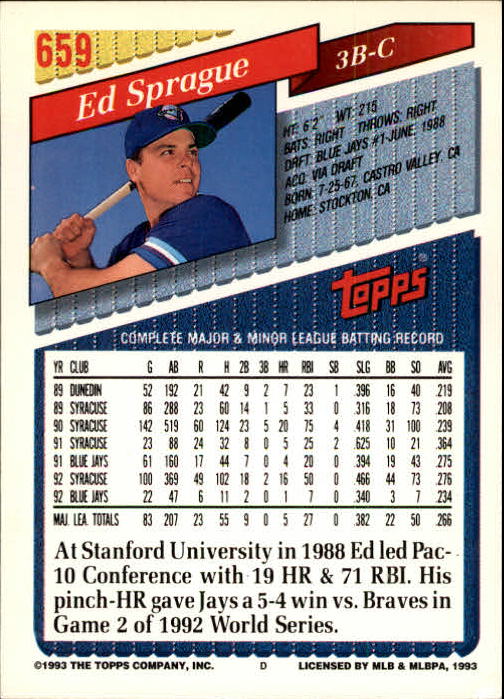 659
Ed Sprague
3B-C
HT: 6'2" WT: 215
BATS: RIGHT THROWS: RIGHT
DRAFT: BLUE JAYS #1-JUNE, 1988
ACQ: VIA DRAFT
BORN: 7-25-67, CASTRO VALLEY, CA
HOME: STOCKTON, CA
TOPPS®
COMPLETE MAJOR & MINOR LEAGUE BATTING RECORD
YR CLUB G AB R H 2B 3B HR RBI SB SLG BB SO AVG
89 DUNEDIN 52 192 21 42 9 2 7 23 1 .396 16 40 .219
89 SYRACUSE 86 288 23 60 14 1 5 33 0 .316 18 73 .208
90 SYRACUSE 142 519 60 124 23 5 20 75 4 .418 31 100 .239
91 SYRACUSE 23 88 24 32 8 0 5 25 2 .625 10 21 .364
91 BLUE JAYS 61 160 17 44 7 0 4 20 0 .394 19 43 .275
92 SYRACUSE 100 369 49 102 18 2 16 50 0 .466 44 73 .276
92 BLUE JAYS 22 47 6 11 2 0 1 7 0 .340 3 7 .234
MAJ. LEA. TOTALS 83 207 23 55 9 0 5 27 0 .382 22 50 .266
At Stanford University in 1988 Ed led Pac-
10 Conference with 19 HR & 71 RBI. His
pinch-HR gave Jays a 5-4 win vs. Braves in
Game 2 of 1992 World Series.
©1993 THE TOPPS COMPANY, INC. D LICENSED BY MLB & MLBPA, 1993